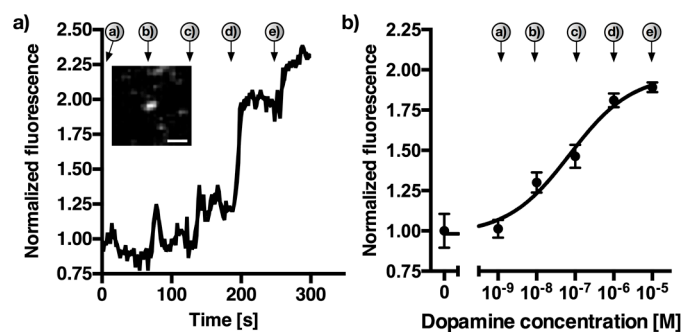 a)
a) b) c) d) e)
Normalized fluorescence
2.50
2.25
2.00
1.75
1.50
1.25
1.00
0.75
0 100 200 300
Time [s]
b)
a) b) c) d) e)
Normalized fluorescence
2.25
2.00
1.75
1.50
1.25
1.00
0.75
0 10⁻⁹ 10⁻⁸ 10⁻⁷ 10⁻⁶ 10⁻⁵
Dopamine concentration [M]